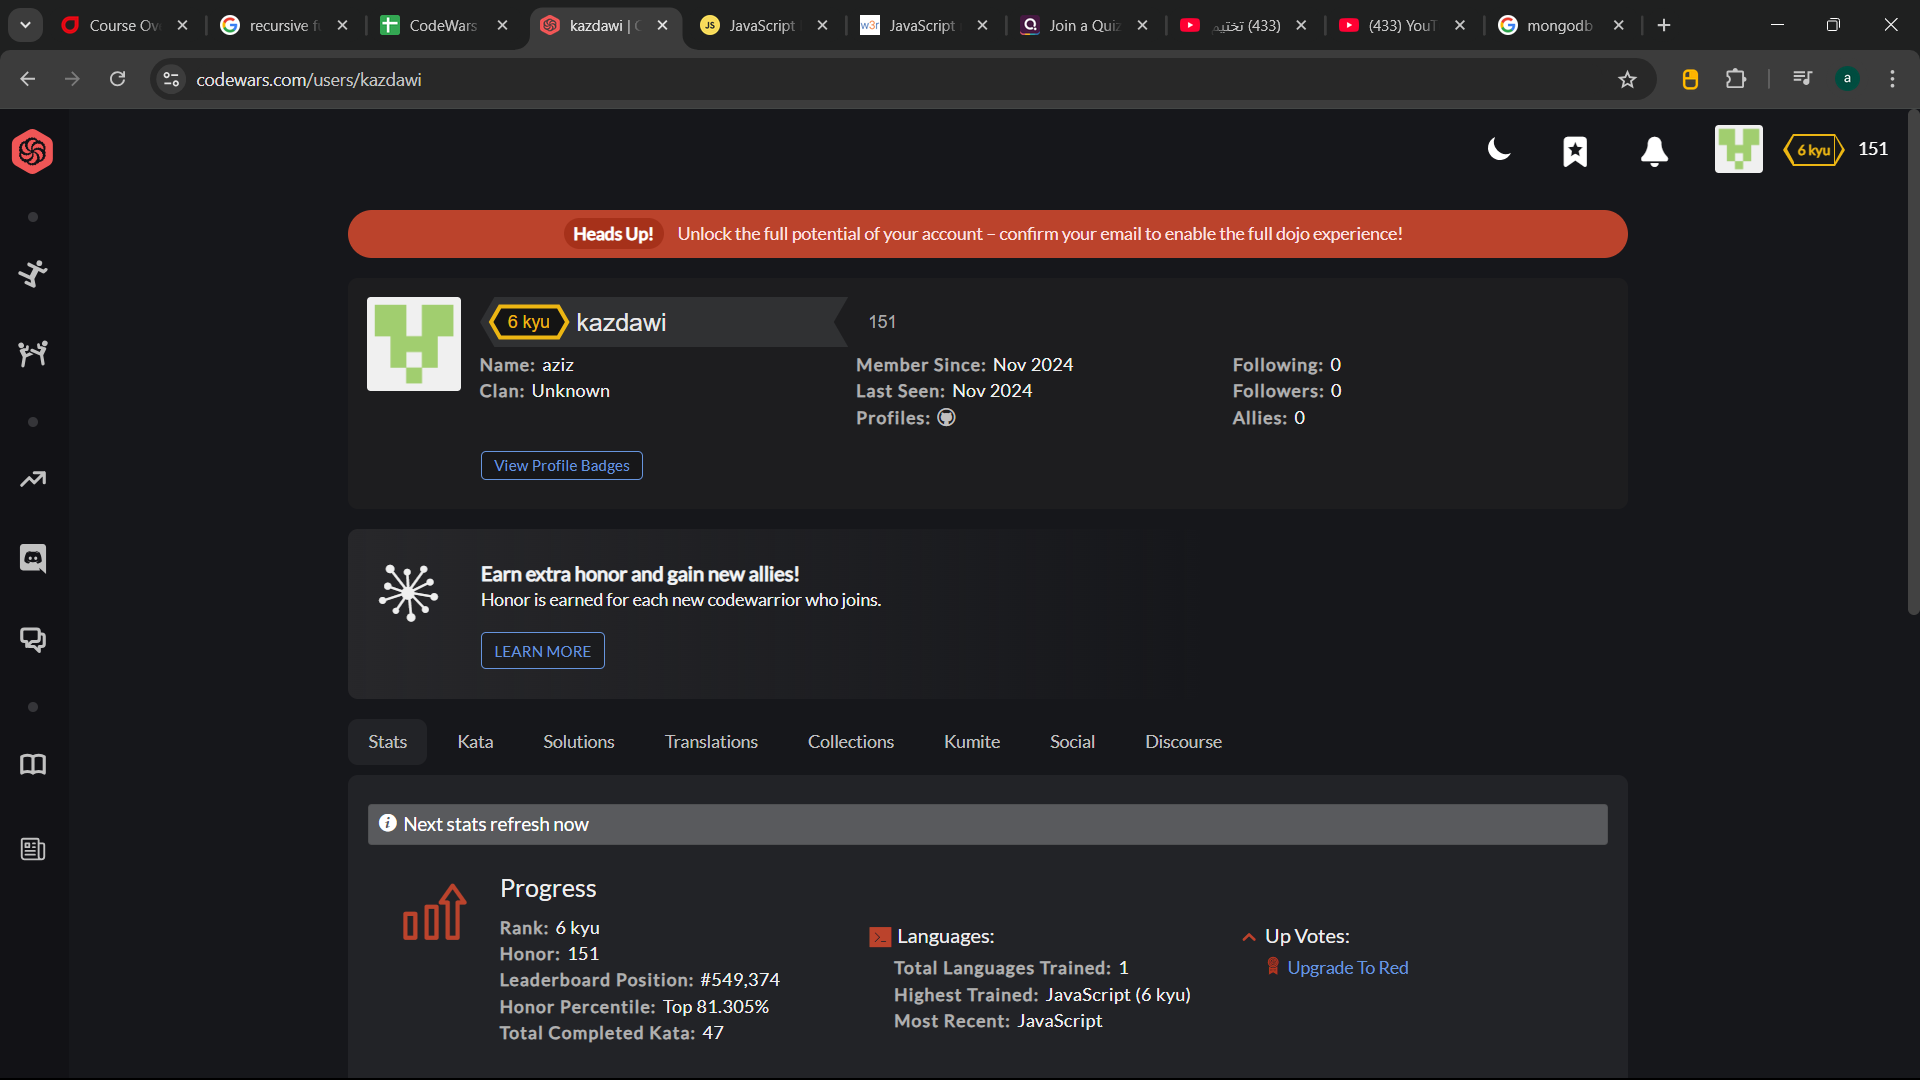 Course Ov
recursive f
CodeWars
kazdawi | C
JavaScript
JavaScript
Join a Quiz
(433) تختيم
(433) YouT
mongodb
codewars.com/users/kazdawi
a
6 kyu
151
Heads Up! Unlock the full potential of your account – confirm your email to enable the full dojo experience!
6 kyu kazdawi 151
Name: aziz
Clan: Unknown
Member Since: Nov 2024
Last Seen: Nov 2024
Profiles:
Following: 0
Followers: 0
Allies: 0
View Profile Badges
Earn extra honor and gain new allies!
Honor is earned for each new codewarrior who joins.
LEARN MORE
Stats Kata Solutions Translations Collections Kumite Social Discourse
Next stats refresh now
Progress
Rank: 6 kyu
Honor: 151
Leaderboard Position: #549,374
Honor Percentile: Top 81.305%
Total Completed Kata: 47
Languages:
Total Languages Trained: 1
Highest Trained: JavaScript (6 kyu)
Most Recent: JavaScript
Up Votes:
Upgrade To Red